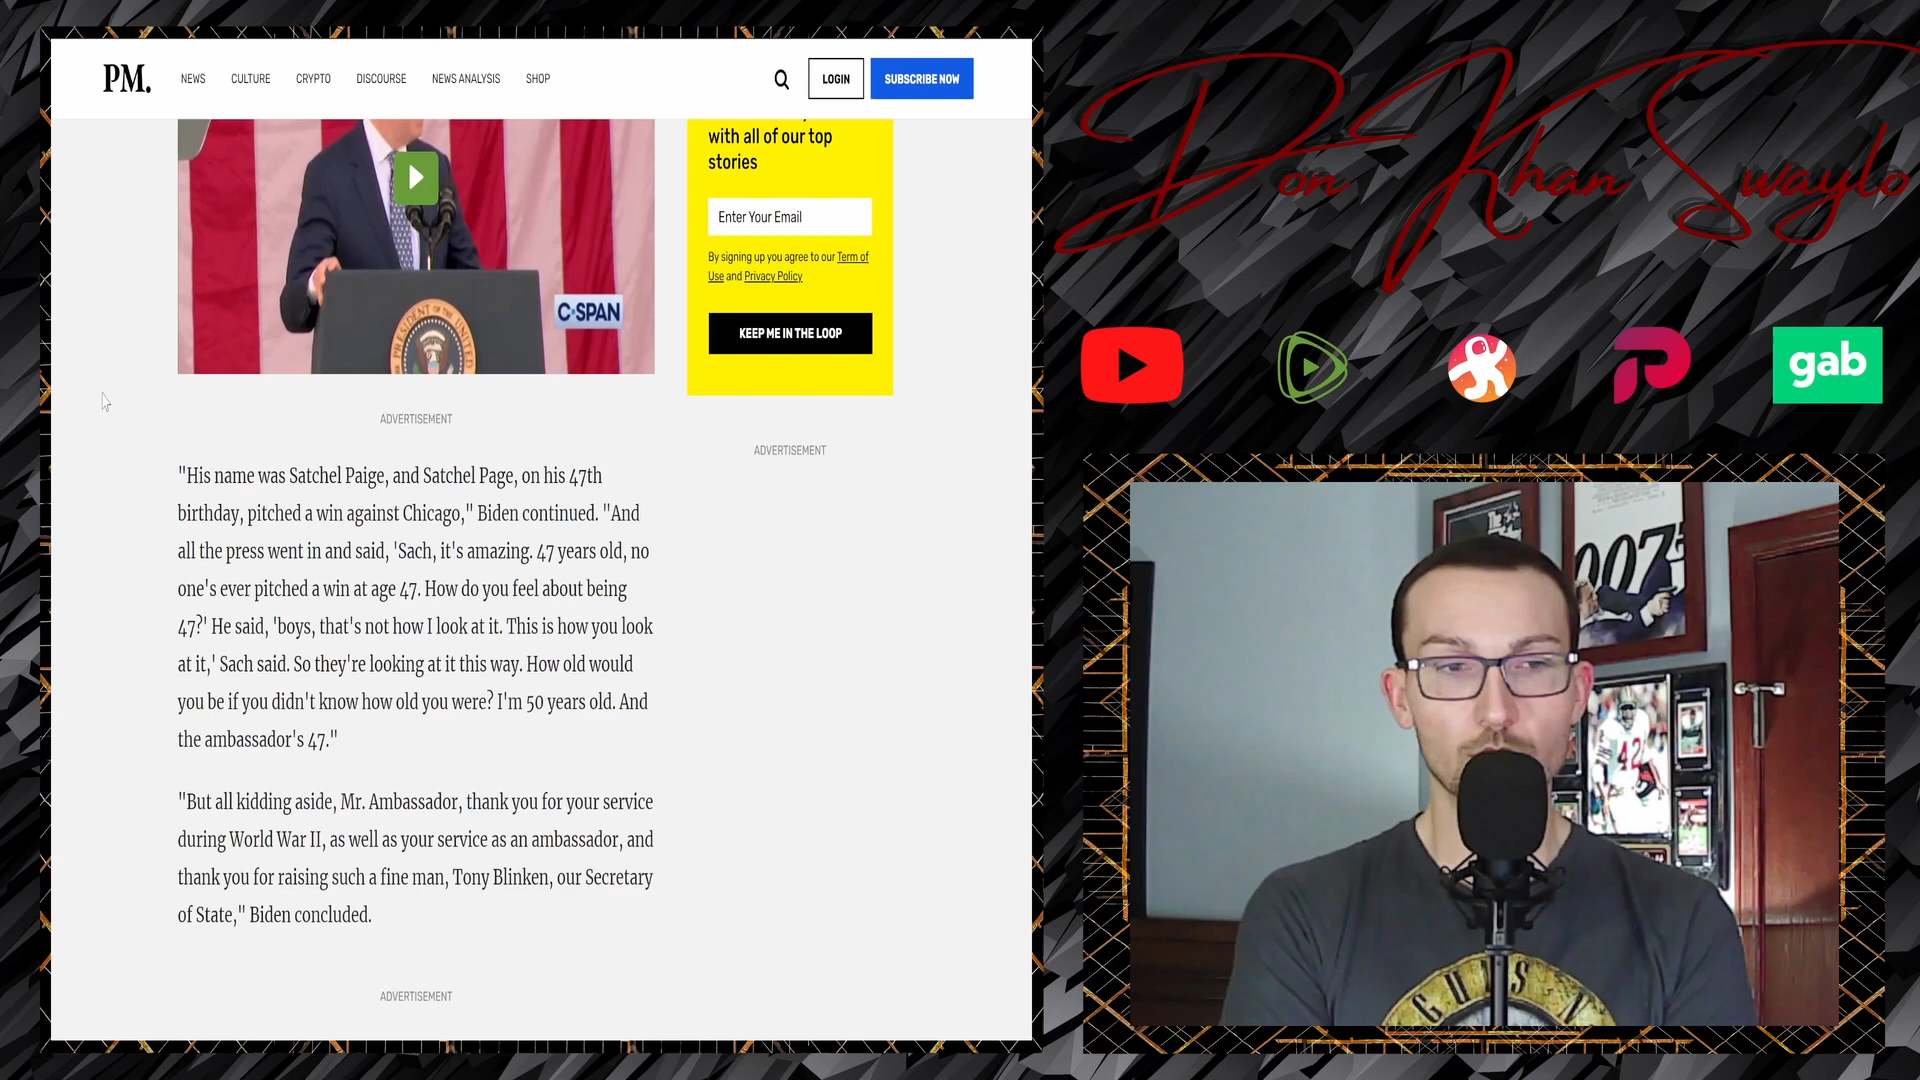 PM.
NEWS CULTURE CRYPTO DISCOURSE NEWS ANALYSIS SHOP
LOGIN
SUBSCRIBE NOW
with all of our top
stories
Enter Your Email
By signing up you agree to our Term of
Use and Privacy Policy
KEEP ME IN THE LOOP
PRESIDENT OF THE UNITED
C-SPAN
ADVERTISEMENT
ADVERTISEMENT
"His name was Satchel Paige, and Satchel Page, on his 47th
birthday, pitched a win against Chicago," Biden continued. "And
all the press went in and said, 'Sach, it's amazing. 47 years old, no
one's ever pitched a win at age 47. How do you feel about being
47?' He said, 'boys, that's not how I look at it. This is how you look
at it,' Sach said. So they're looking at it this way. How old would
you be if you didn't know how old you were? I'm 50 years old. And
the ambassador's 47."
"But all kidding aside, Mr. Ambassador, thank you for your service
during World War II, as well as your service as an ambassador, and
thank you for raising such a fine man, Tony Blinken, our Secretary
of State," Biden concluded.
ADVERTISEMENT
Don Khan Swaylo
gab
007
42
GUNS N